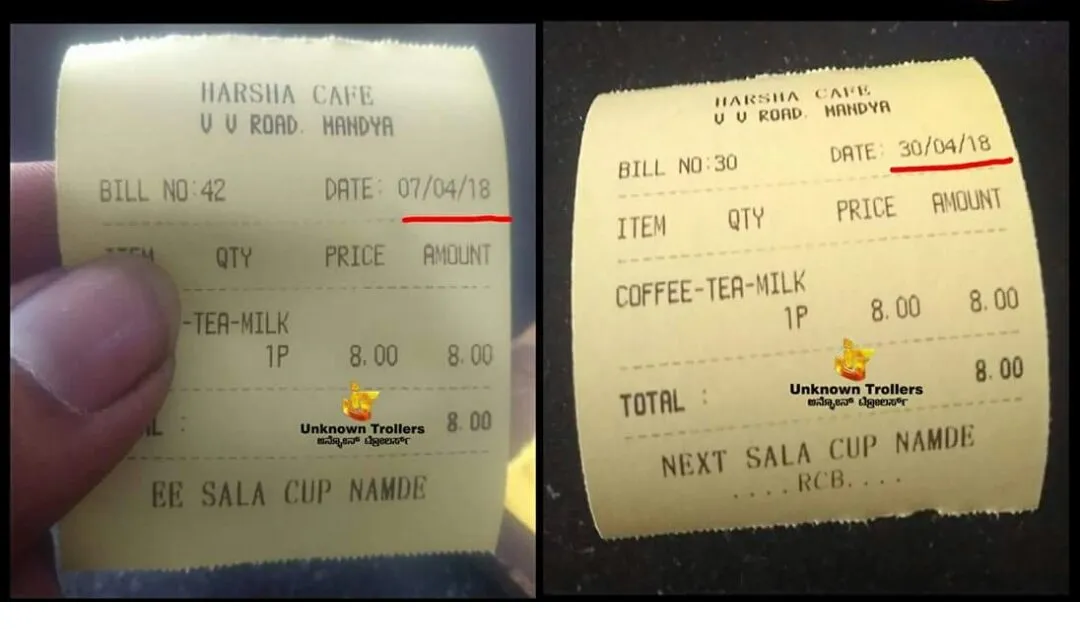 HARSHA CAFE
V V ROAD. MANDYA
BILL NO:42 DATE: 07/04/18
ITEM QTY PRICE AMOUNT
-TEA-MILK
1P 8.00 8.00
L : 8.00
Unknown Trollers
ಅನ್ನೋನ್ ಟ್ರೋಲರ್ಸ್
EE SALA CUP NAMDE
HARSHA CAFE
V V ROAD. MANDYA
BILL NO:30 DATE: 30/04/18
ITEM QTY PRICE AMOUNT
COFFEE-TEA-MILK
1P 8.00 8.00
TOTAL : 8.00
Unknown Trollers
ಅನ್ನೋನ್ ಟ್ರೋಲರ್ಸ್
NEXT SALA CUP NAMDE
....RCB....